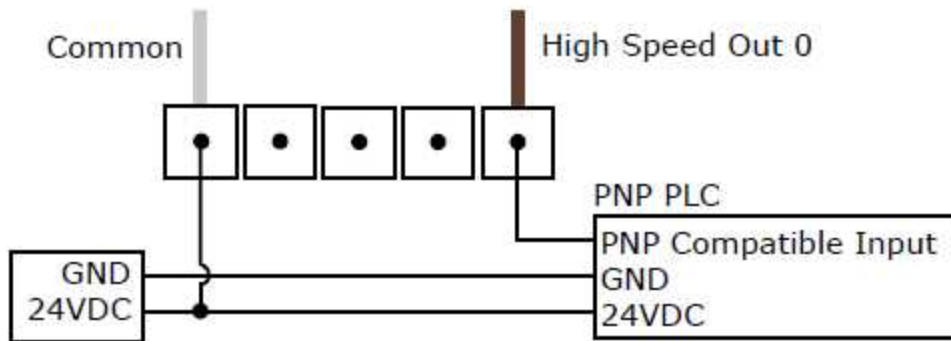 Common
High Speed Out 0
PNP PLC
PNP Compatible Input
GND
GND
24VDC
24VDC